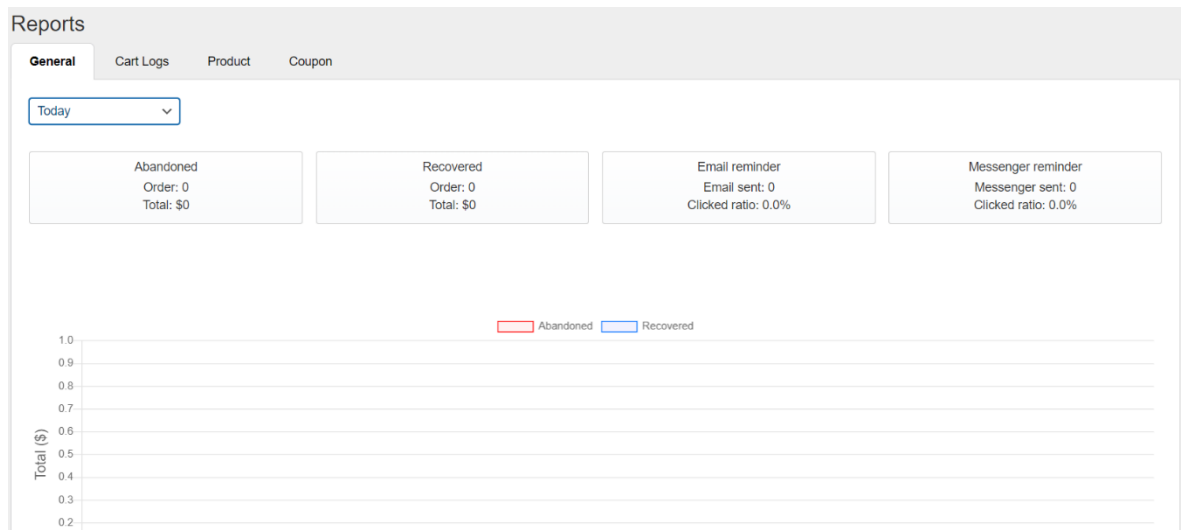 Reports
General Cart Logs Product Coupon
Today
Abandoned
Order: 0
Total: $0
Recovered
Order: 0
Total: $0
Email reminder
Email sent: 0
Clicked ratio: 0.0%
Messenger reminder
Messenger sent: 0
Clicked ratio: 0.0%
Abandoned Recovered
Total ($)
1.0
0.9
0.8
0.7
0.6
0.5
0.4
0.3
0.2